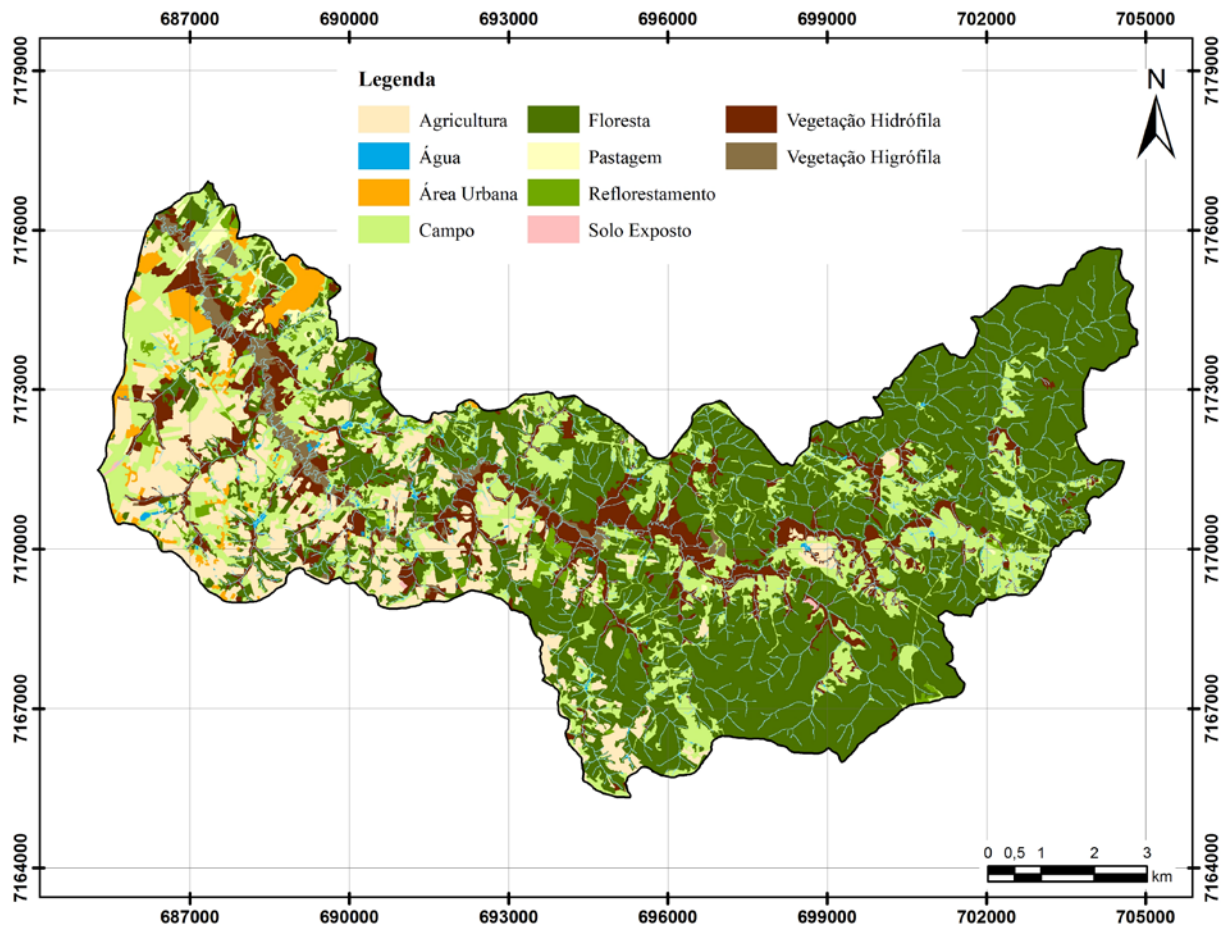 687000 690000 693000 696000 699000 702000 705000
7179000 7179000
Legenda
N
Agricultura Floresta Vegetação Hidrófila
Água Pastagem Vegetação Higrófila
Área Urbana Reflorestamento
Campo Solo Exposto
7176000 7176000
7173000 7173000
7170000 7170000
7167000 7167000
0 0,5 1 2 3
km
7164000 7164000
687000 690000 693000 696000 699000 702000 705000